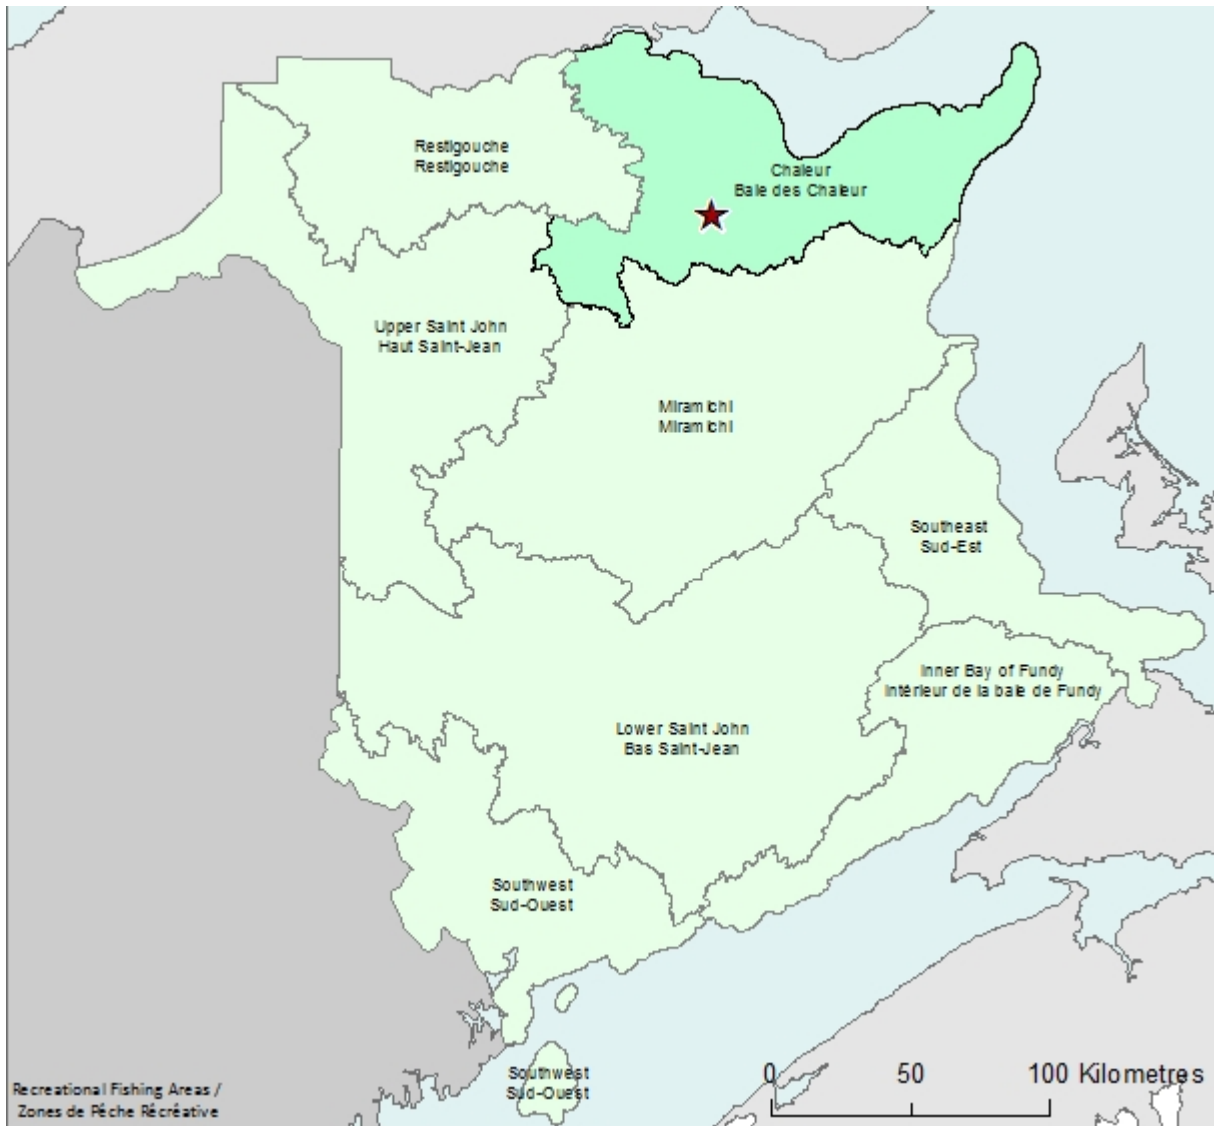 Restigouche
Restigouche
Chaleur
Baie des Chaleur
Upper Saint John
Haut Saint-Jean
Miramichi
Miramichi
Southeast
Sud-Est
Inner Bay of Fundy
Intérieur de la baie de Fundy
Lower Saint John
Bas Saint-Jean
Southwest
Sud-Ouest
Southwest
Sud-Ouest
0 50 100 Kilometres
Recreational Fishing Areas /
Zones de Pêche Récréative